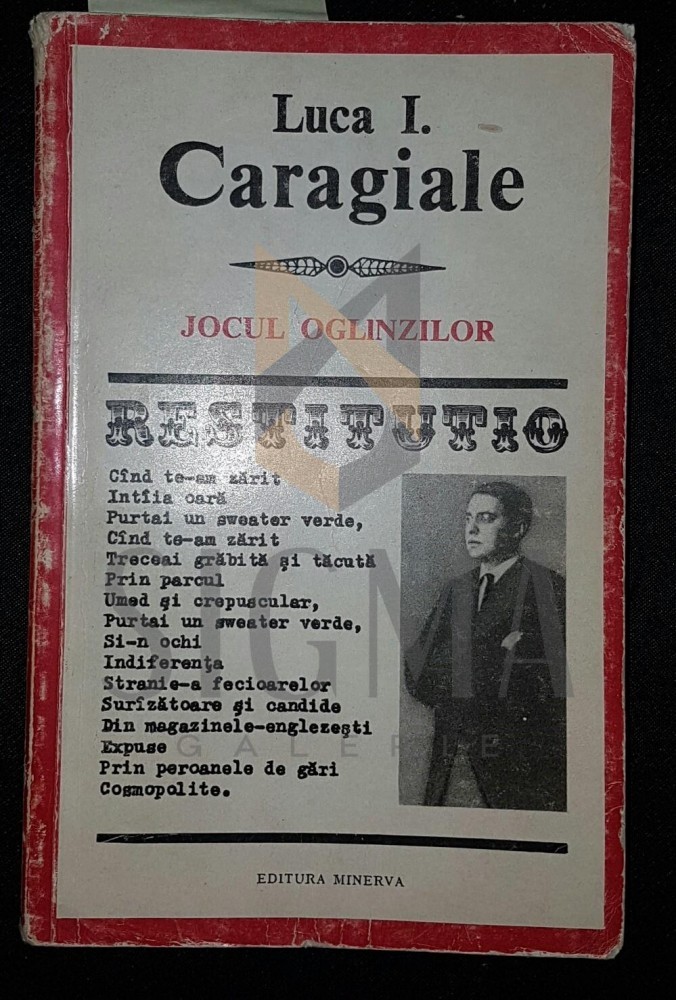 Luca I.
Caragiale
JOCUL OGLINZILOR
RESTITUTIO
Cînd te-am zărit
Intîia oară
Purtai un sweater verde,
Cînd te-am zărit
Treceai grăbită şi tăcută
Prin parcul
Umed şi crepuscular,
Purtai un sweater verde,
Si-n ochi
Indiferenţa
Stranie-a fecioarelor
Surîzătoare şi candide
Din magazinele-englezeşti
Expuse
Prin peroanele de gări
Cosmopolite.
EDITURA MINERVA
SIGMA
GALERIE